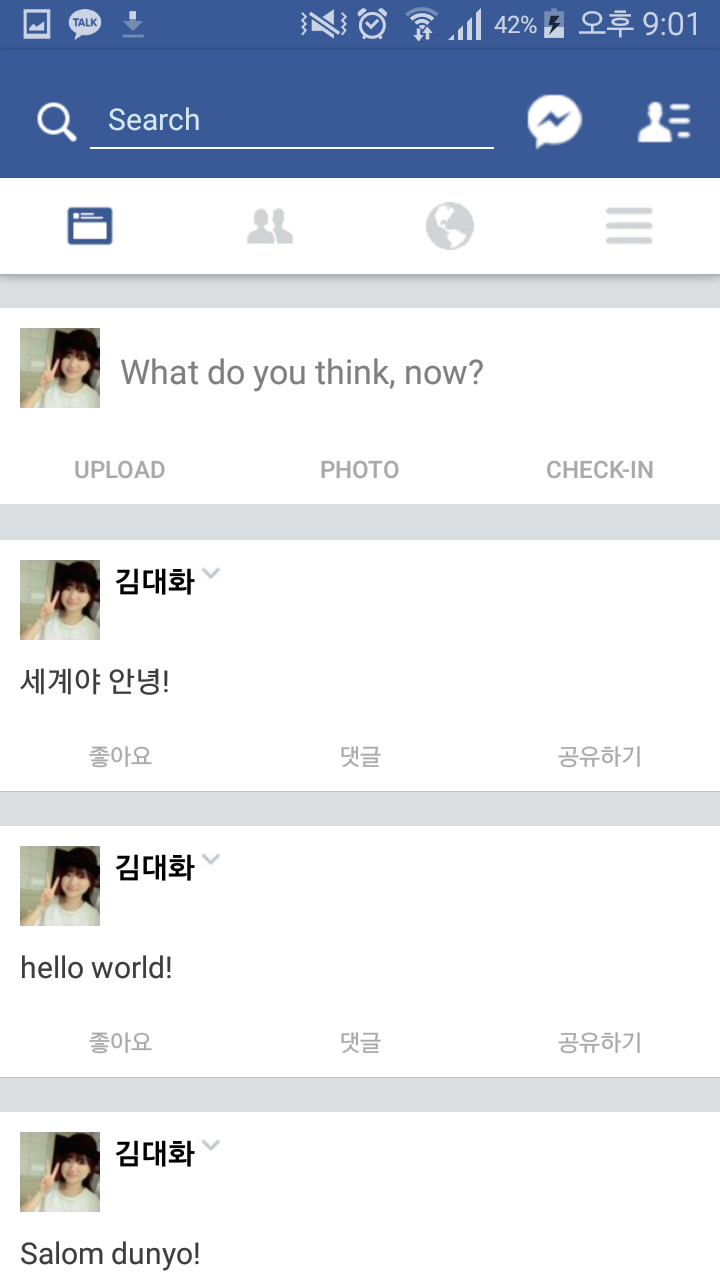 TALK
42%
오후 9:01
Search
What do you think, now?
UPLOAD PHOTO CHECK-IN
김대화
세계야 안녕!
좋아요 댓글 공유하기
김대화
hello world!
좋아요 댓글 공유하기
김대화
Salom dunyo!